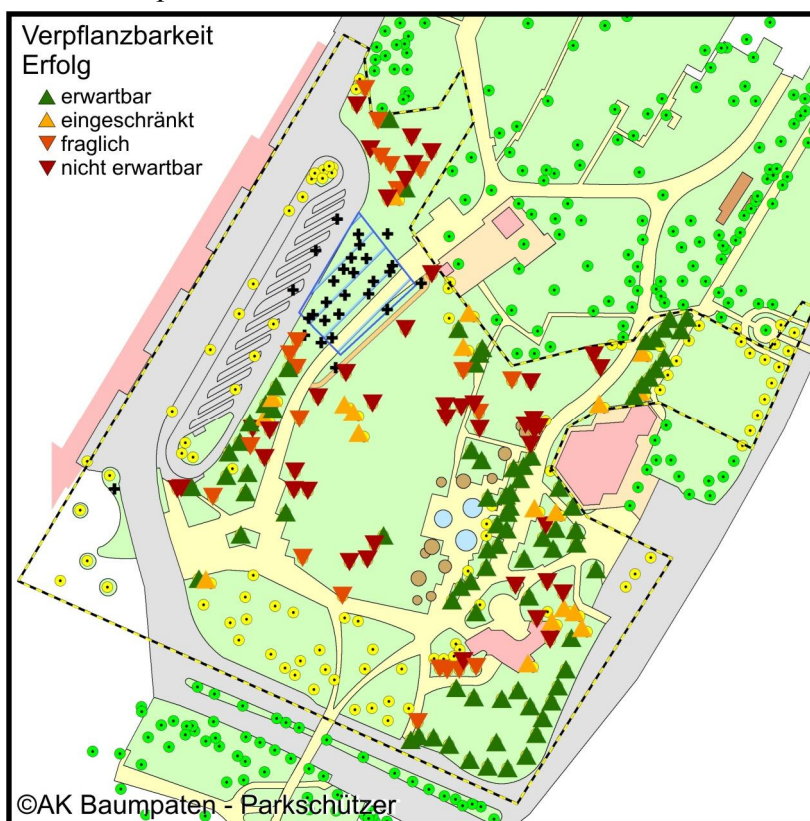 Verpflanzbarkeit
Erfolg
erwartbar
eingeschränkt
fraglich
nicht erwartbar
©AK Baumpaten - Parkschützer